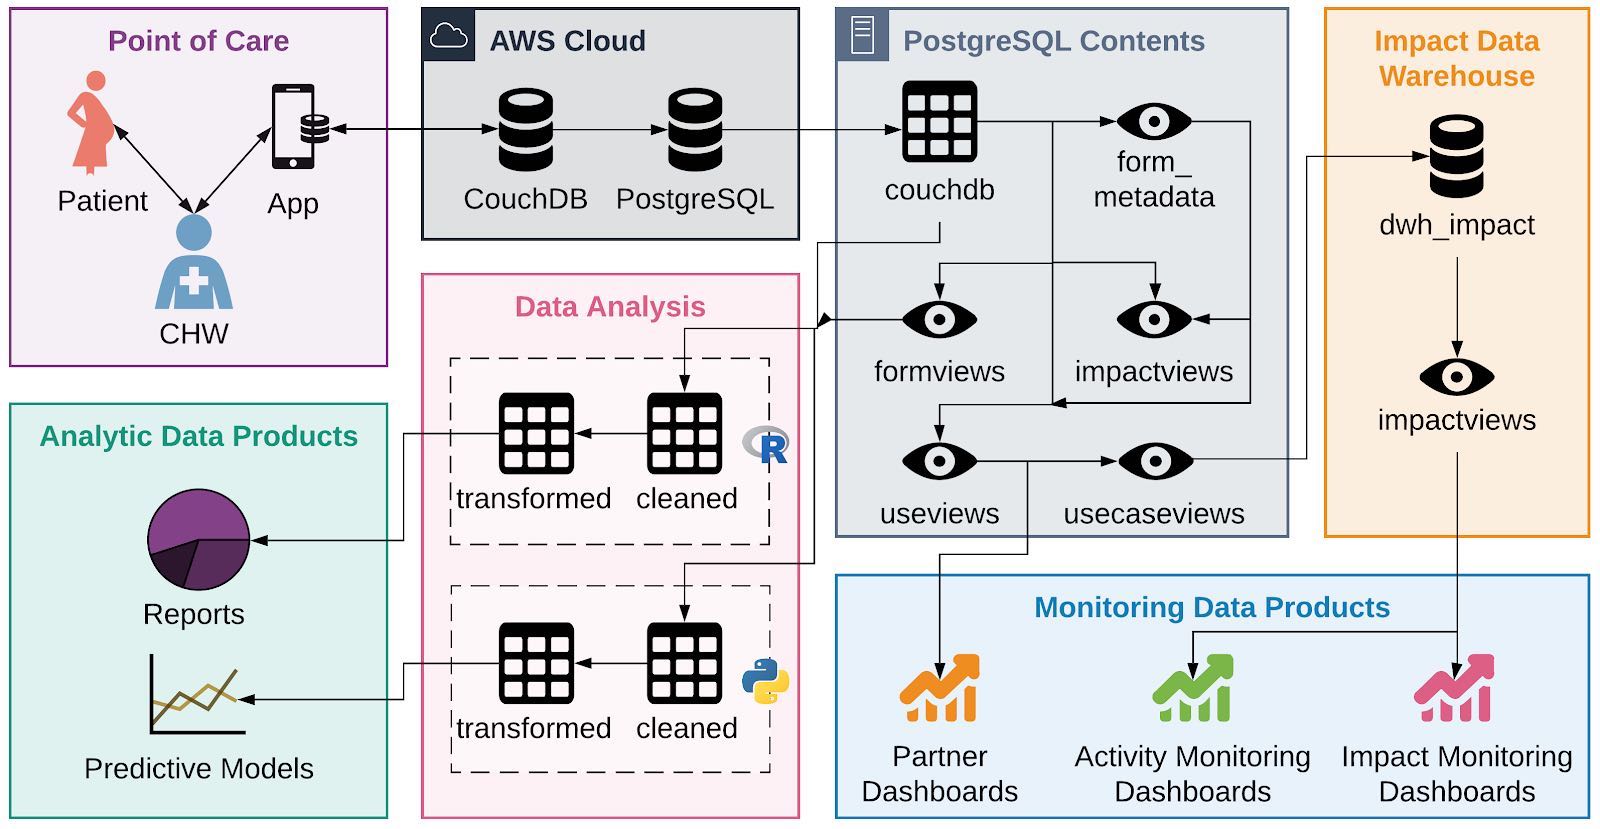 Point of Care
Patient
App
CHW
AWS Cloud
CouchDB
PostgreSQL
PostgreSQL Contents
couchdb
form_
metadata
formviews
impactviews
useviews
usecaseviews
Impact Data
Warehouse
dwh_impact
impactviews
Data Analysis
transformed
cleaned
R
transformed
cleaned
Analytic Data Products
Reports
Predictive Models
Monitoring Data Products
Partner
Dashboards
Activity Monitoring
Dashboards
Impact Monitoring
Dashboards